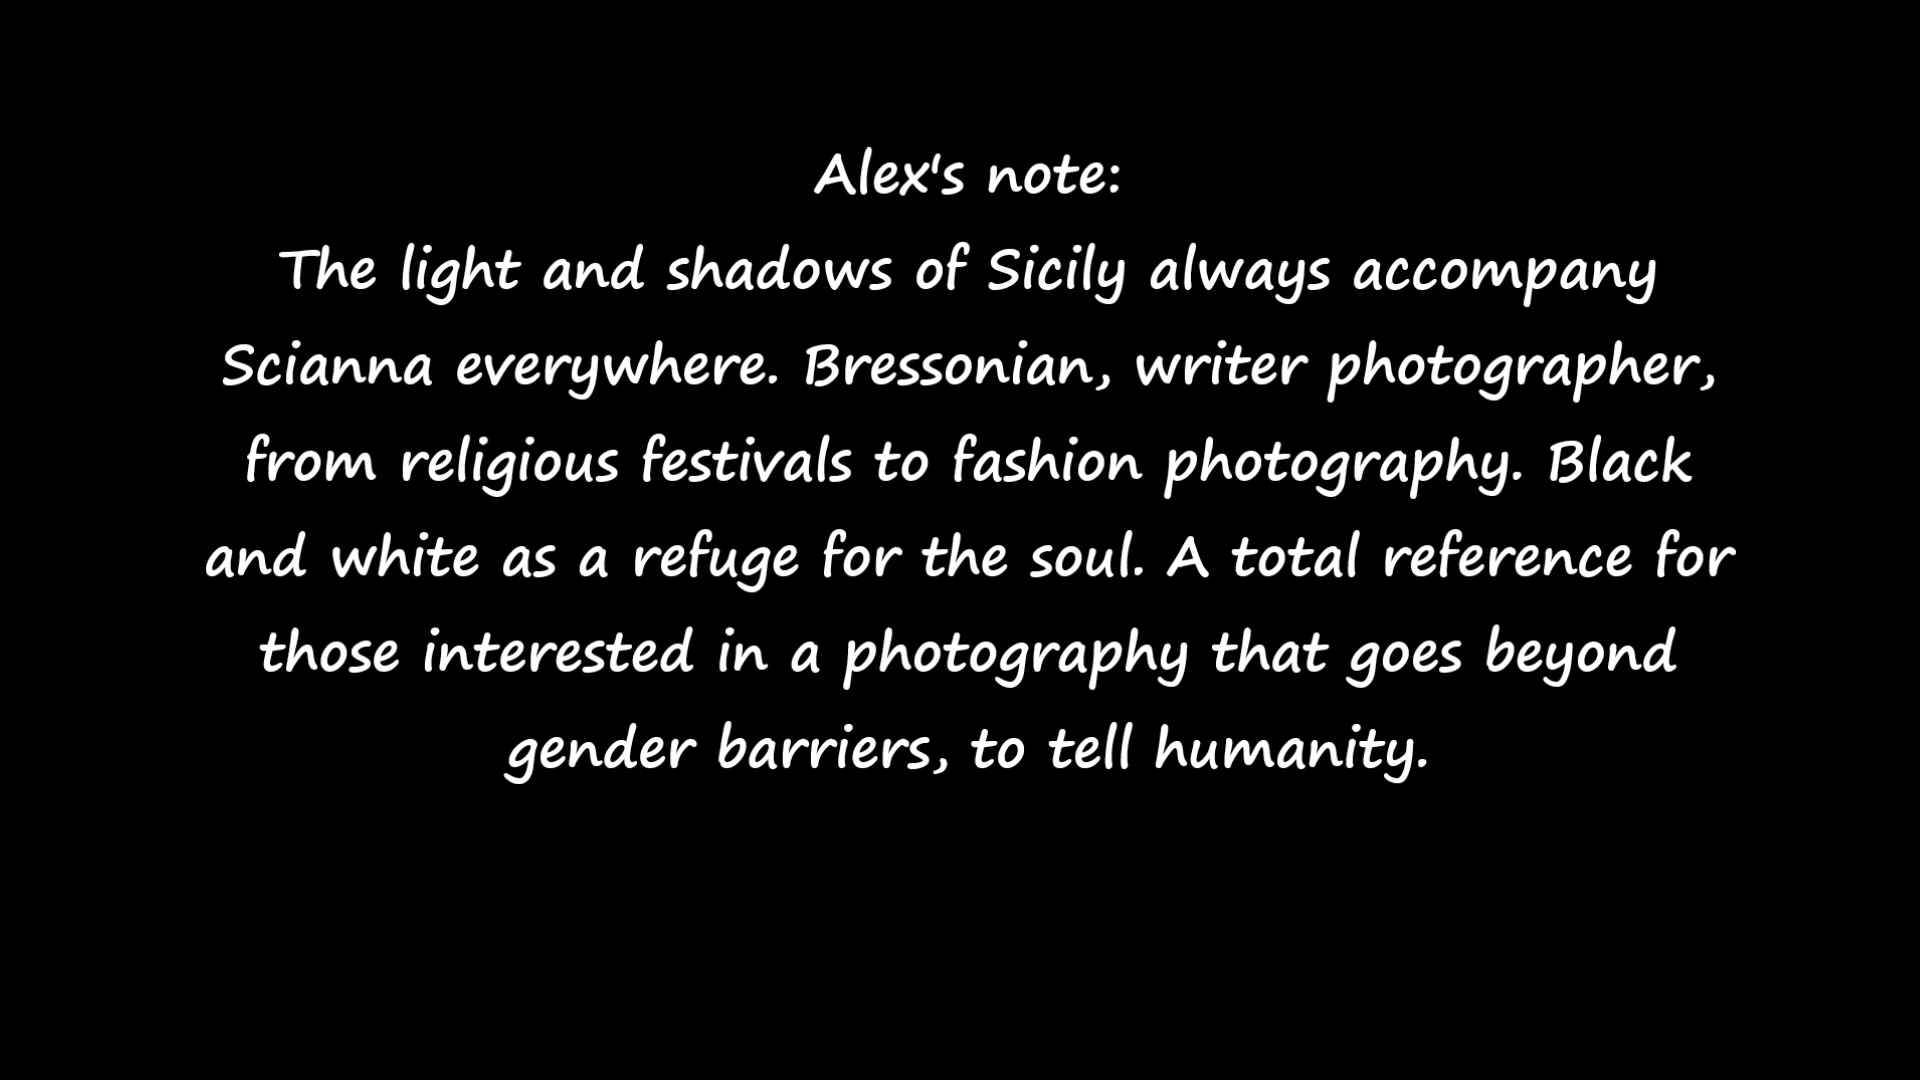 Alex's note:
The light and shadows of Sicily always accompany
Scianna everywhere. Bressonian, writer photographer,
from religious festivals to fashion photography. Black
and white as a refuge for the soul. A total reference for
those interested in a photography that goes beyond
gender barriers, to tell humanity.